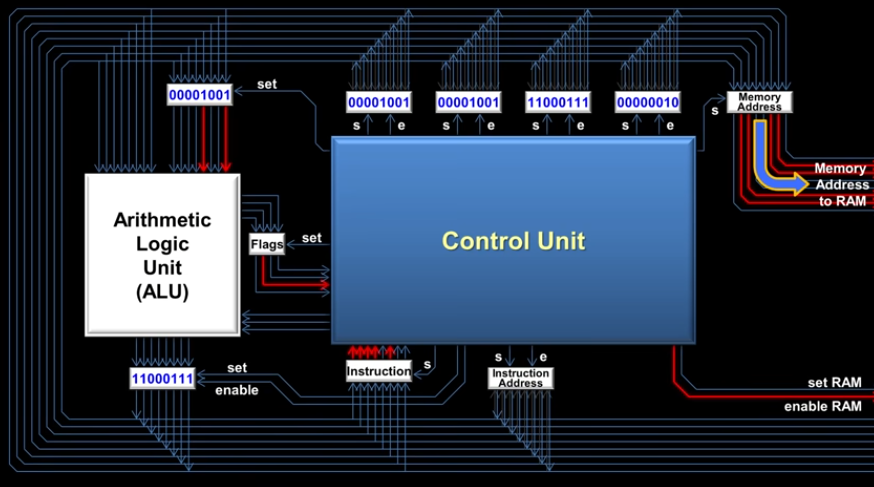 00001001
set
00001001
00001001
11000111
00000010
Memory
Address
s
e
s
e
s
e
s
e
s
Memory
Address
to RAM
Arithmetic
Logic
Unit
(ALU)
Flags
set
Control Unit
11000111
set
enable
Instruction
s
s
e
Instruction
Address
set RAM
enable RAM